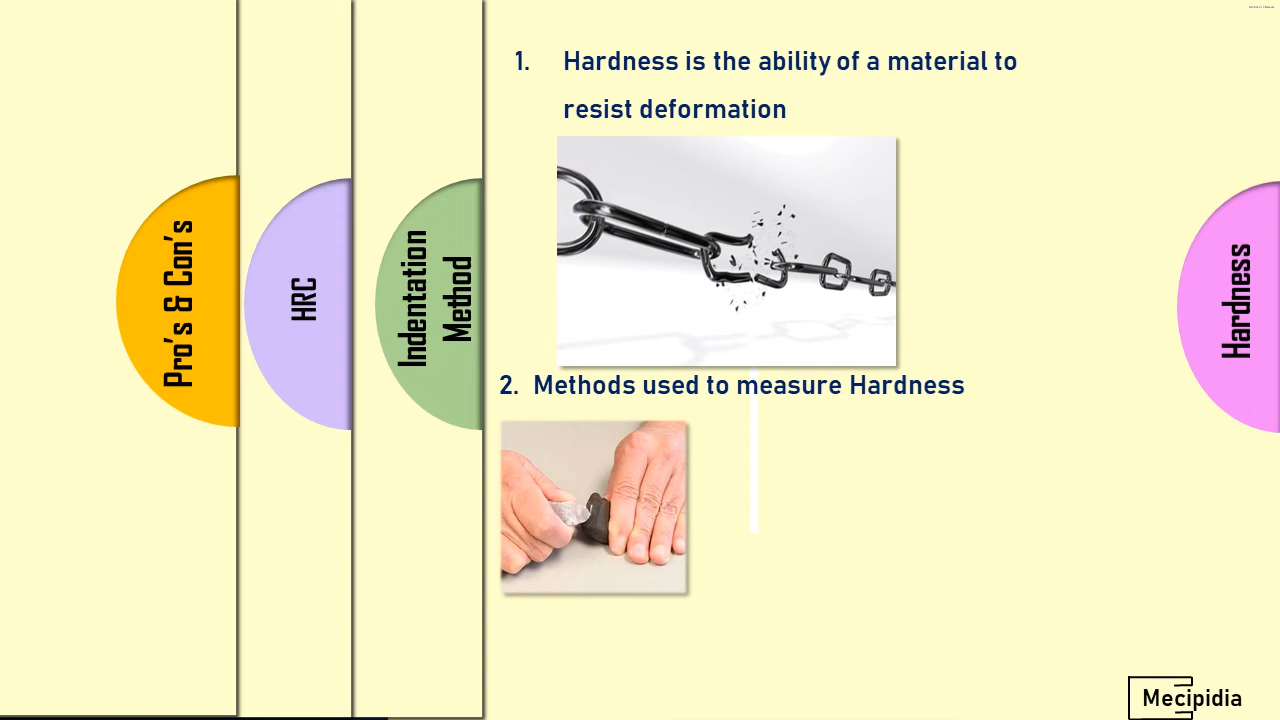 Pro's & Con's
HRC
Indentation
Method
1. Hardness is the ability of a material to
resist deformation
2. Methods used to measure Hardness
Hardness
Mecipidia